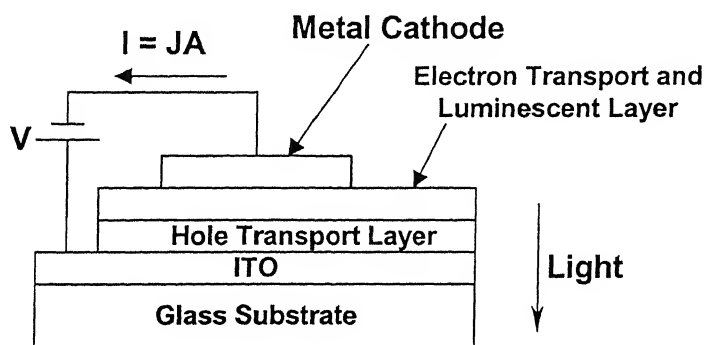 Metal Cathode
I = JA
Electron Transport and
Luminescent Layer
V
Hole Transport Layer
ITO
Light
Glass Substrate